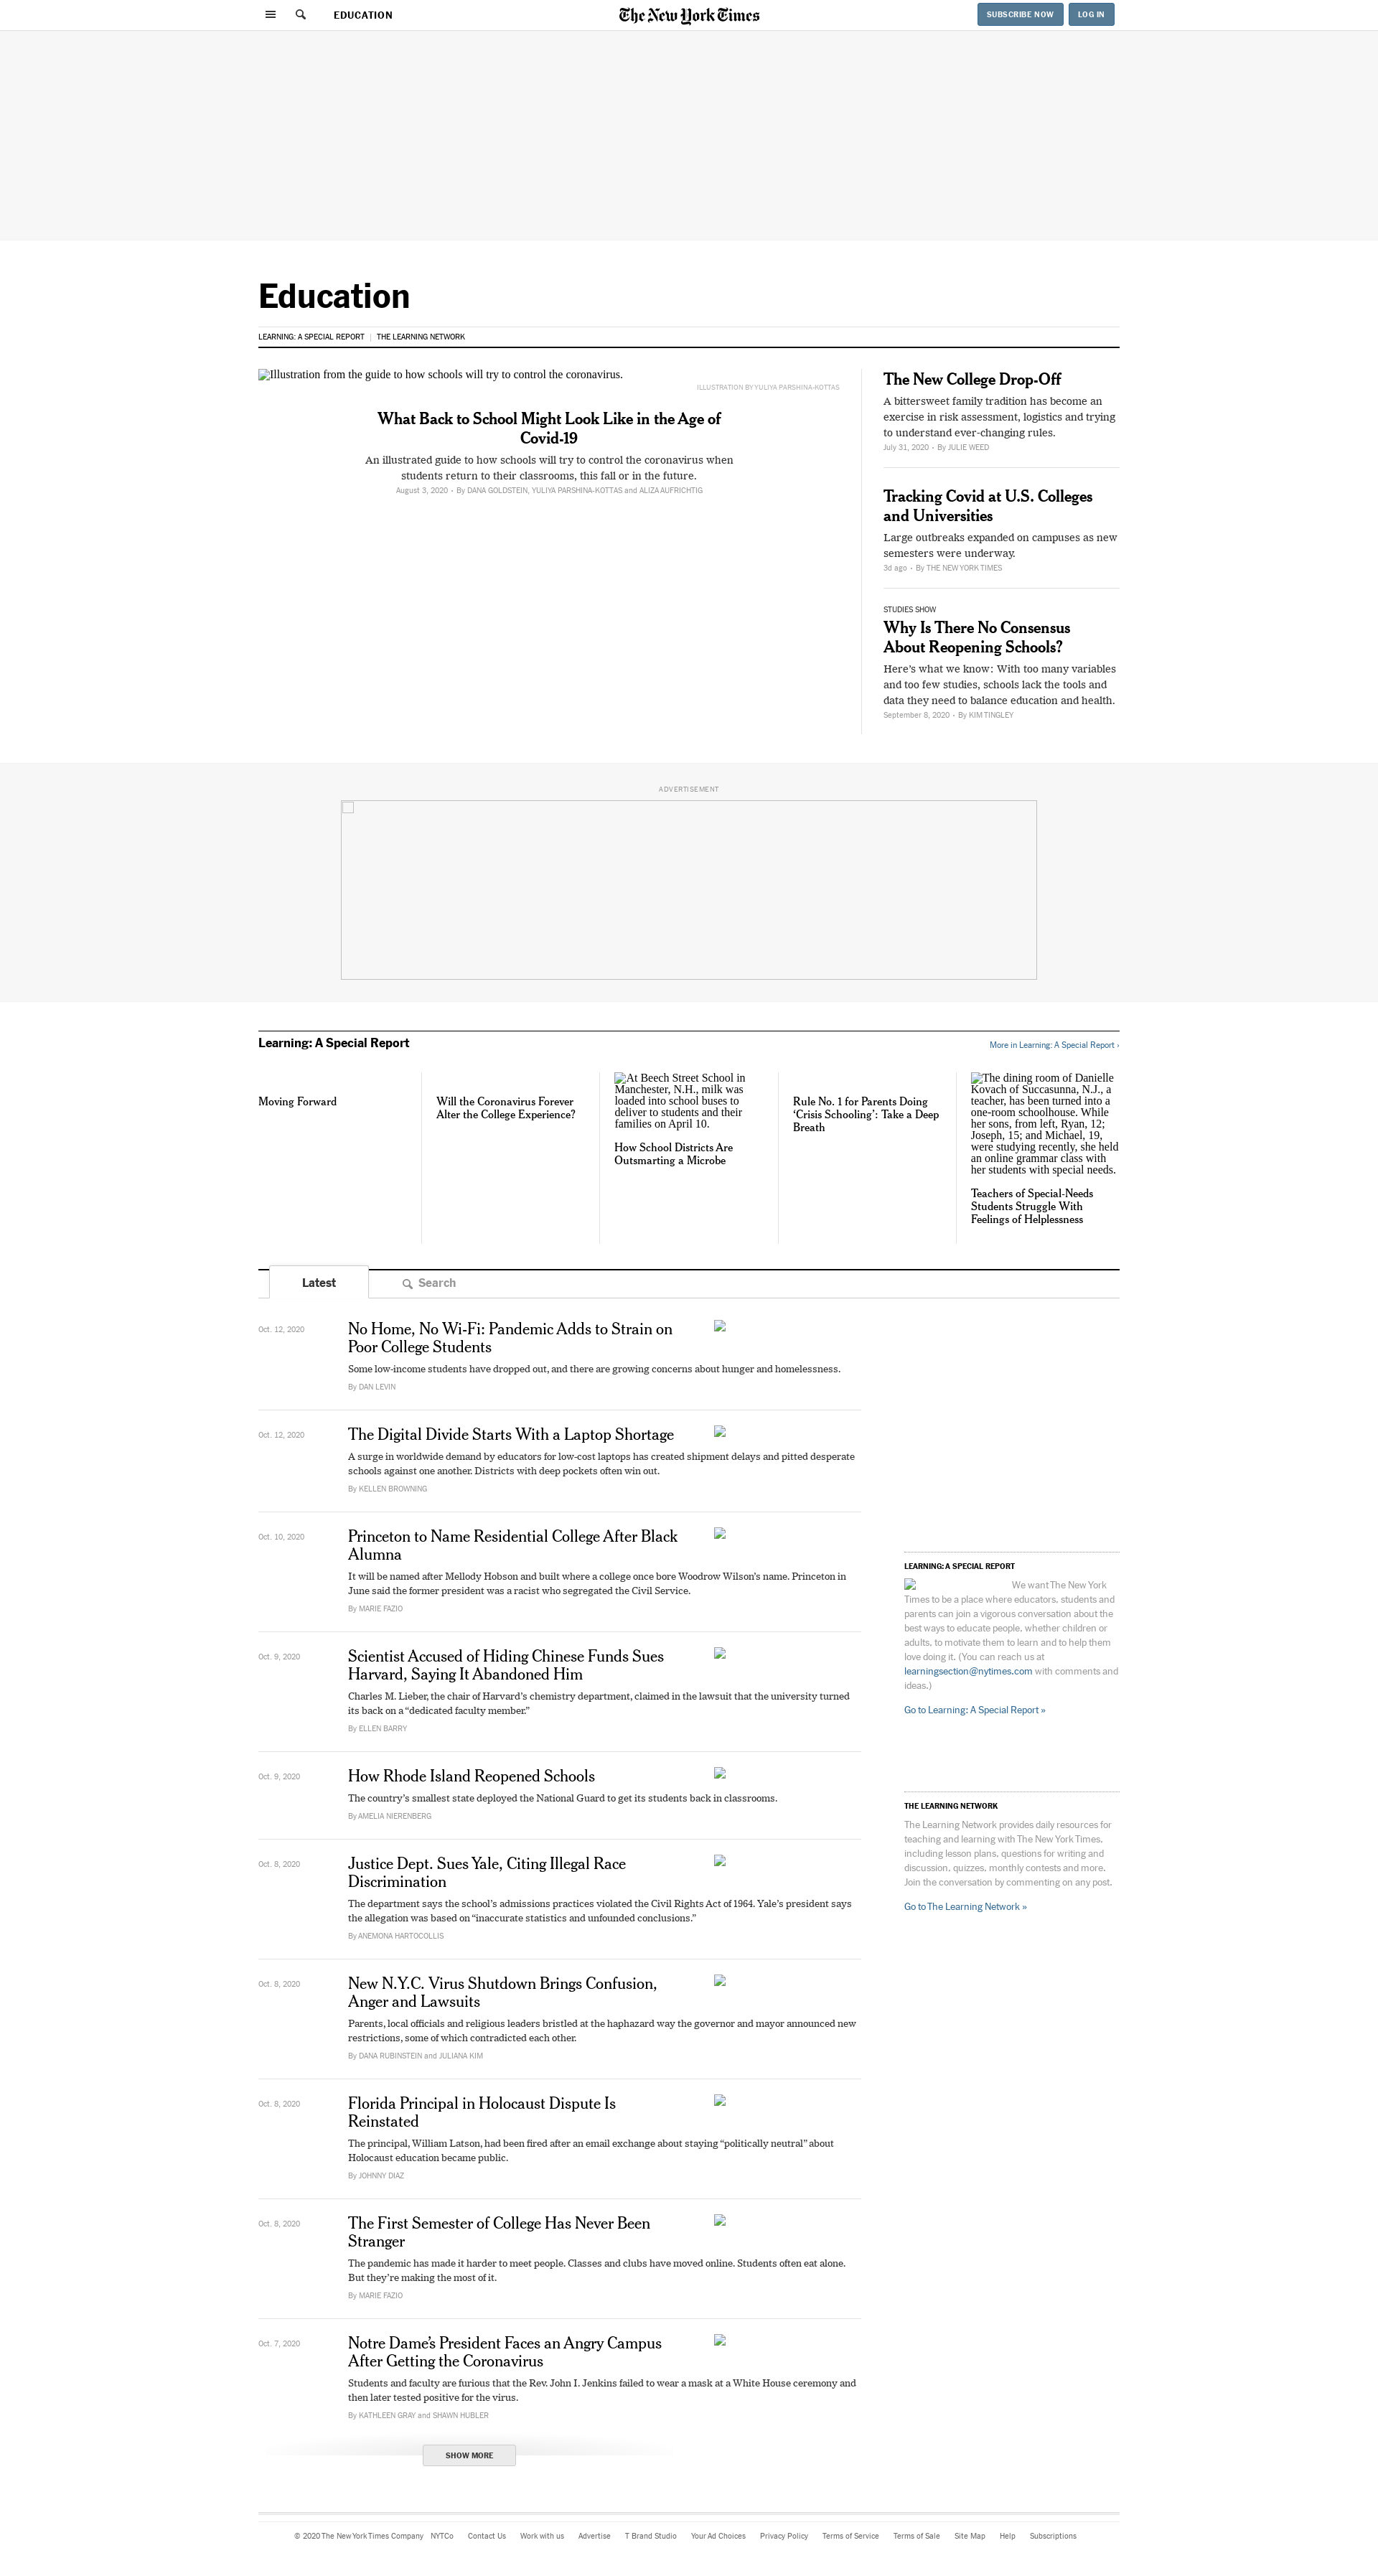 EDUCATION
The New York Times
SUBSCRIBE NOW
LOG IN
Education
LEARNING: A SPECIAL REPORT
THE LEARNING NETWORK
Illustration from the guide to how schools will try to control the coronavirus.
ILLUSTRATION BY YULIYA PARSHINA-KOTTAS
What Back to School Might Look Like in the Age of
Covid-19
An illustrated guide to how schools will try to control the coronavirus when
students return to their classrooms, this fall or in the future.
August 3, 2020 • By DANA GOLDSTEIN, YULIYA PARSHINA-KOTTAS and ALIZA AUFRICHTIG
The New College Drop-Off
A bittersweet family tradition has become an
exercise in risk assessment, logistics and trying
to understand ever-changing rules.
July 31, 2020 • By JULIE WEED
Tracking Covid at U.S. Colleges
and Universities
Large outbreaks expanded on campuses as new
semesters were underway.
3d ago • By THE NEW YORK TIMES
STUDIES SHOW
Why Is There No Consensus
About Reopening Schools?
Here’s what we know: With too many variables
and too few studies, schools lack the tools and
data they need to balance education and health.
September 8, 2020 • By KIM TINGLEY
ADVERTISEMENT
Learning: A Special Report
More in Learning: A Special Report ›
Moving Forward
Will the Coronavirus Forever
Alter the College Experience?
At Beech Street School in
Manchester, N.H., milk was
loaded into school buses to
deliver to students and their
families on April 10.
How School Districts Are
Outsmarting a Microbe
Rule No. 1 for Parents Doing
‘Crisis Schooling’: Take a Deep
Breath
The dining room of Danielle
Kovach of Succasunna, N.J., a
teacher, has been turned into a
one-room schoolhouse. While
her sons, from left, Ryan, 12;
Joseph, 15; and Michael, 19,
were studying recently, she held
an online grammar class with
her students with special needs.
Teachers of Special-Needs
Students Struggle With
Feelings of Helplessness
Latest
Search
Oct. 12, 2020
No Home, No Wi-Fi: Pandemic Adds to Strain on
Poor College Students
Some low-income students have dropped out, and there are growing concerns about hunger and homelessness.
By DAN LEVIN
Oct. 12, 2020
The Digital Divide Starts With a Laptop Shortage
A surge in worldwide demand by educators for low-cost laptops has created shipment delays and pitted desperate
schools against one another. Districts with deep pockets often win out.
By KELLEN BROWNING
Oct. 10, 2020
Princeton to Name Residential College After Black
Alumna
It will be named after Mellody Hobson and built where a college once bore Woodrow Wilson’s name. Princeton in
June said the former president was a racist who segregated the Civil Service.
By MARIE FAZIO
Oct. 9, 2020
Scientist Accused of Hiding Chinese Funds Sues
Harvard, Saying It Abandoned Him
Charles M. Lieber, the chair of Harvard’s chemistry department, claimed in the lawsuit that the university turned
its back on a “dedicated faculty member.”
By ELLEN BARRY
Oct. 9, 2020
How Rhode Island Reopened Schools
The country’s smallest state deployed the National Guard to get its students back in classrooms.
By AMELIA NIERENBERG
Oct. 8, 2020
Justice Dept. Sues Yale, Citing Illegal Race
Discrimination
The department says the school’s admissions practices violated the Civil Rights Act of 1964. Yale’s president says
the allegation was based on “inaccurate statistics and unfounded conclusions.”
By ANEMONA HARTOCOLLIS
Oct. 8, 2020
New N.Y.C. Virus Shutdown Brings Confusion,
Anger and Lawsuits
Parents, local officials and religious leaders bristled at the haphazard way the governor and mayor announced new
restrictions, some of which contradicted each other.
By DANA RUBINSTEIN and JULIANA KIM
Oct. 8, 2020
Florida Principal in Holocaust Dispute Is
Reinstated
The principal, William Latson, had been fired after an email exchange about staying “politically neutral” about
Holocaust education became public.
By JOHNNY DIAZ
Oct. 8, 2020
The First Semester of College Has Never Been
Stranger
The pandemic has made it harder to meet people. Classes and clubs have moved online. Students often eat alone.
But they’re making the most of it.
By MARIE FAZIO
Oct. 7, 2020
Notre Dame’s President Faces an Angry Campus
After Getting the Coronavirus
Students and faculty are furious that the Rev. John I. Jenkins failed to wear a mask at a White House ceremony and
then later tested positive for the virus.
By KATHLEEN GRAY and SHAWN HUBLER
SHOW MORE
LEARNING: A SPECIAL REPORT
We want The New York
Times to be a place where educators, students and
parents can join a vigorous conversation about the
best ways to educate people, whether children or
adults, to motivate them to learn and to help them
love doing it. (You can reach us at
learningsection@nytimes.com with comments and
ideas.)
Go to Learning: A Special Report »
THE LEARNING NETWORK
The Learning Network provides daily resources for
teaching and learning with The New York Times,
including lesson plans, questions for writing and
discussion, quizzes, monthly contests and more.
Join the conversation by commenting on any post.
Go to The Learning Network »
© 2020 The New York Times Company NYTCo Contact Us Work with us Advertise T Brand Studio Your Ad Choices Privacy Policy Terms of Service Terms of Sale Site Map Help Subscriptions